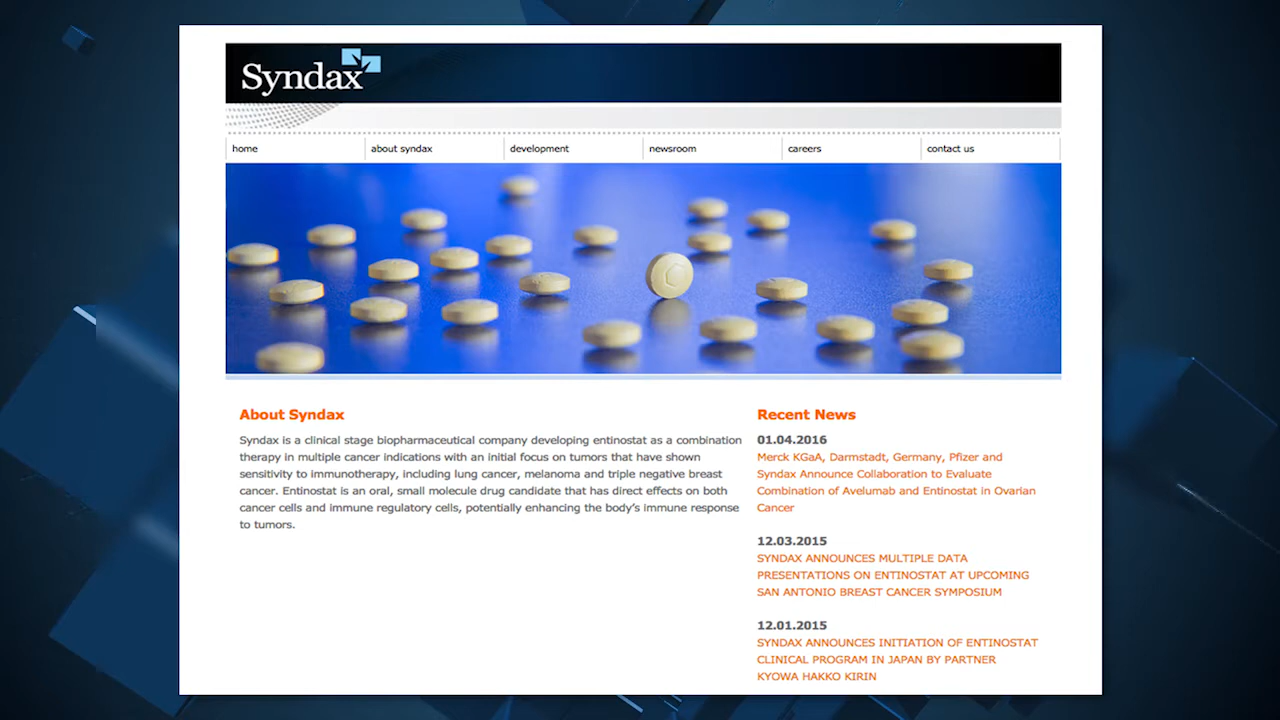 Syndax
home
about syndax
development
newsroom
careers
contact us
About Syndax
Syndax is a clinical stage biopharmaceutical company developing entinostat as a combination
therapy in multiple cancer indications with an initial focus on tumors that have shown
sensitivity to immunotherapy, including lung cancer, melanoma and triple negative breast
cancer. Entinostat is an oral, small molecule drug candidate that has direct effects on both
cancer cells and immune regulatory cells, potentially enhancing the body's immune response
to tumors.
Recent News
01.04.2016
Merck KGaA, Darmstadt, Germany, Pfizer and
Syndax Announce Collaboration to Evaluate
Combination of Avelumab and Entinostat in Ovarian
Cancer
12.03.2015
SYNDAX ANNOUNCES MULTIPLE DATA
PRESENTATIONS ON ENTINOSTAT AT UPCOMING
SAN ANTONIO BREAST CANCER SYMPOSIUM
12.01.2015
SYNDAX ANNOUNCES INITIATION OF ENTINOSTAT
CLINICAL PROGRAM IN JAPAN BY PARTNER
KYOWA HAKKO KIRIN